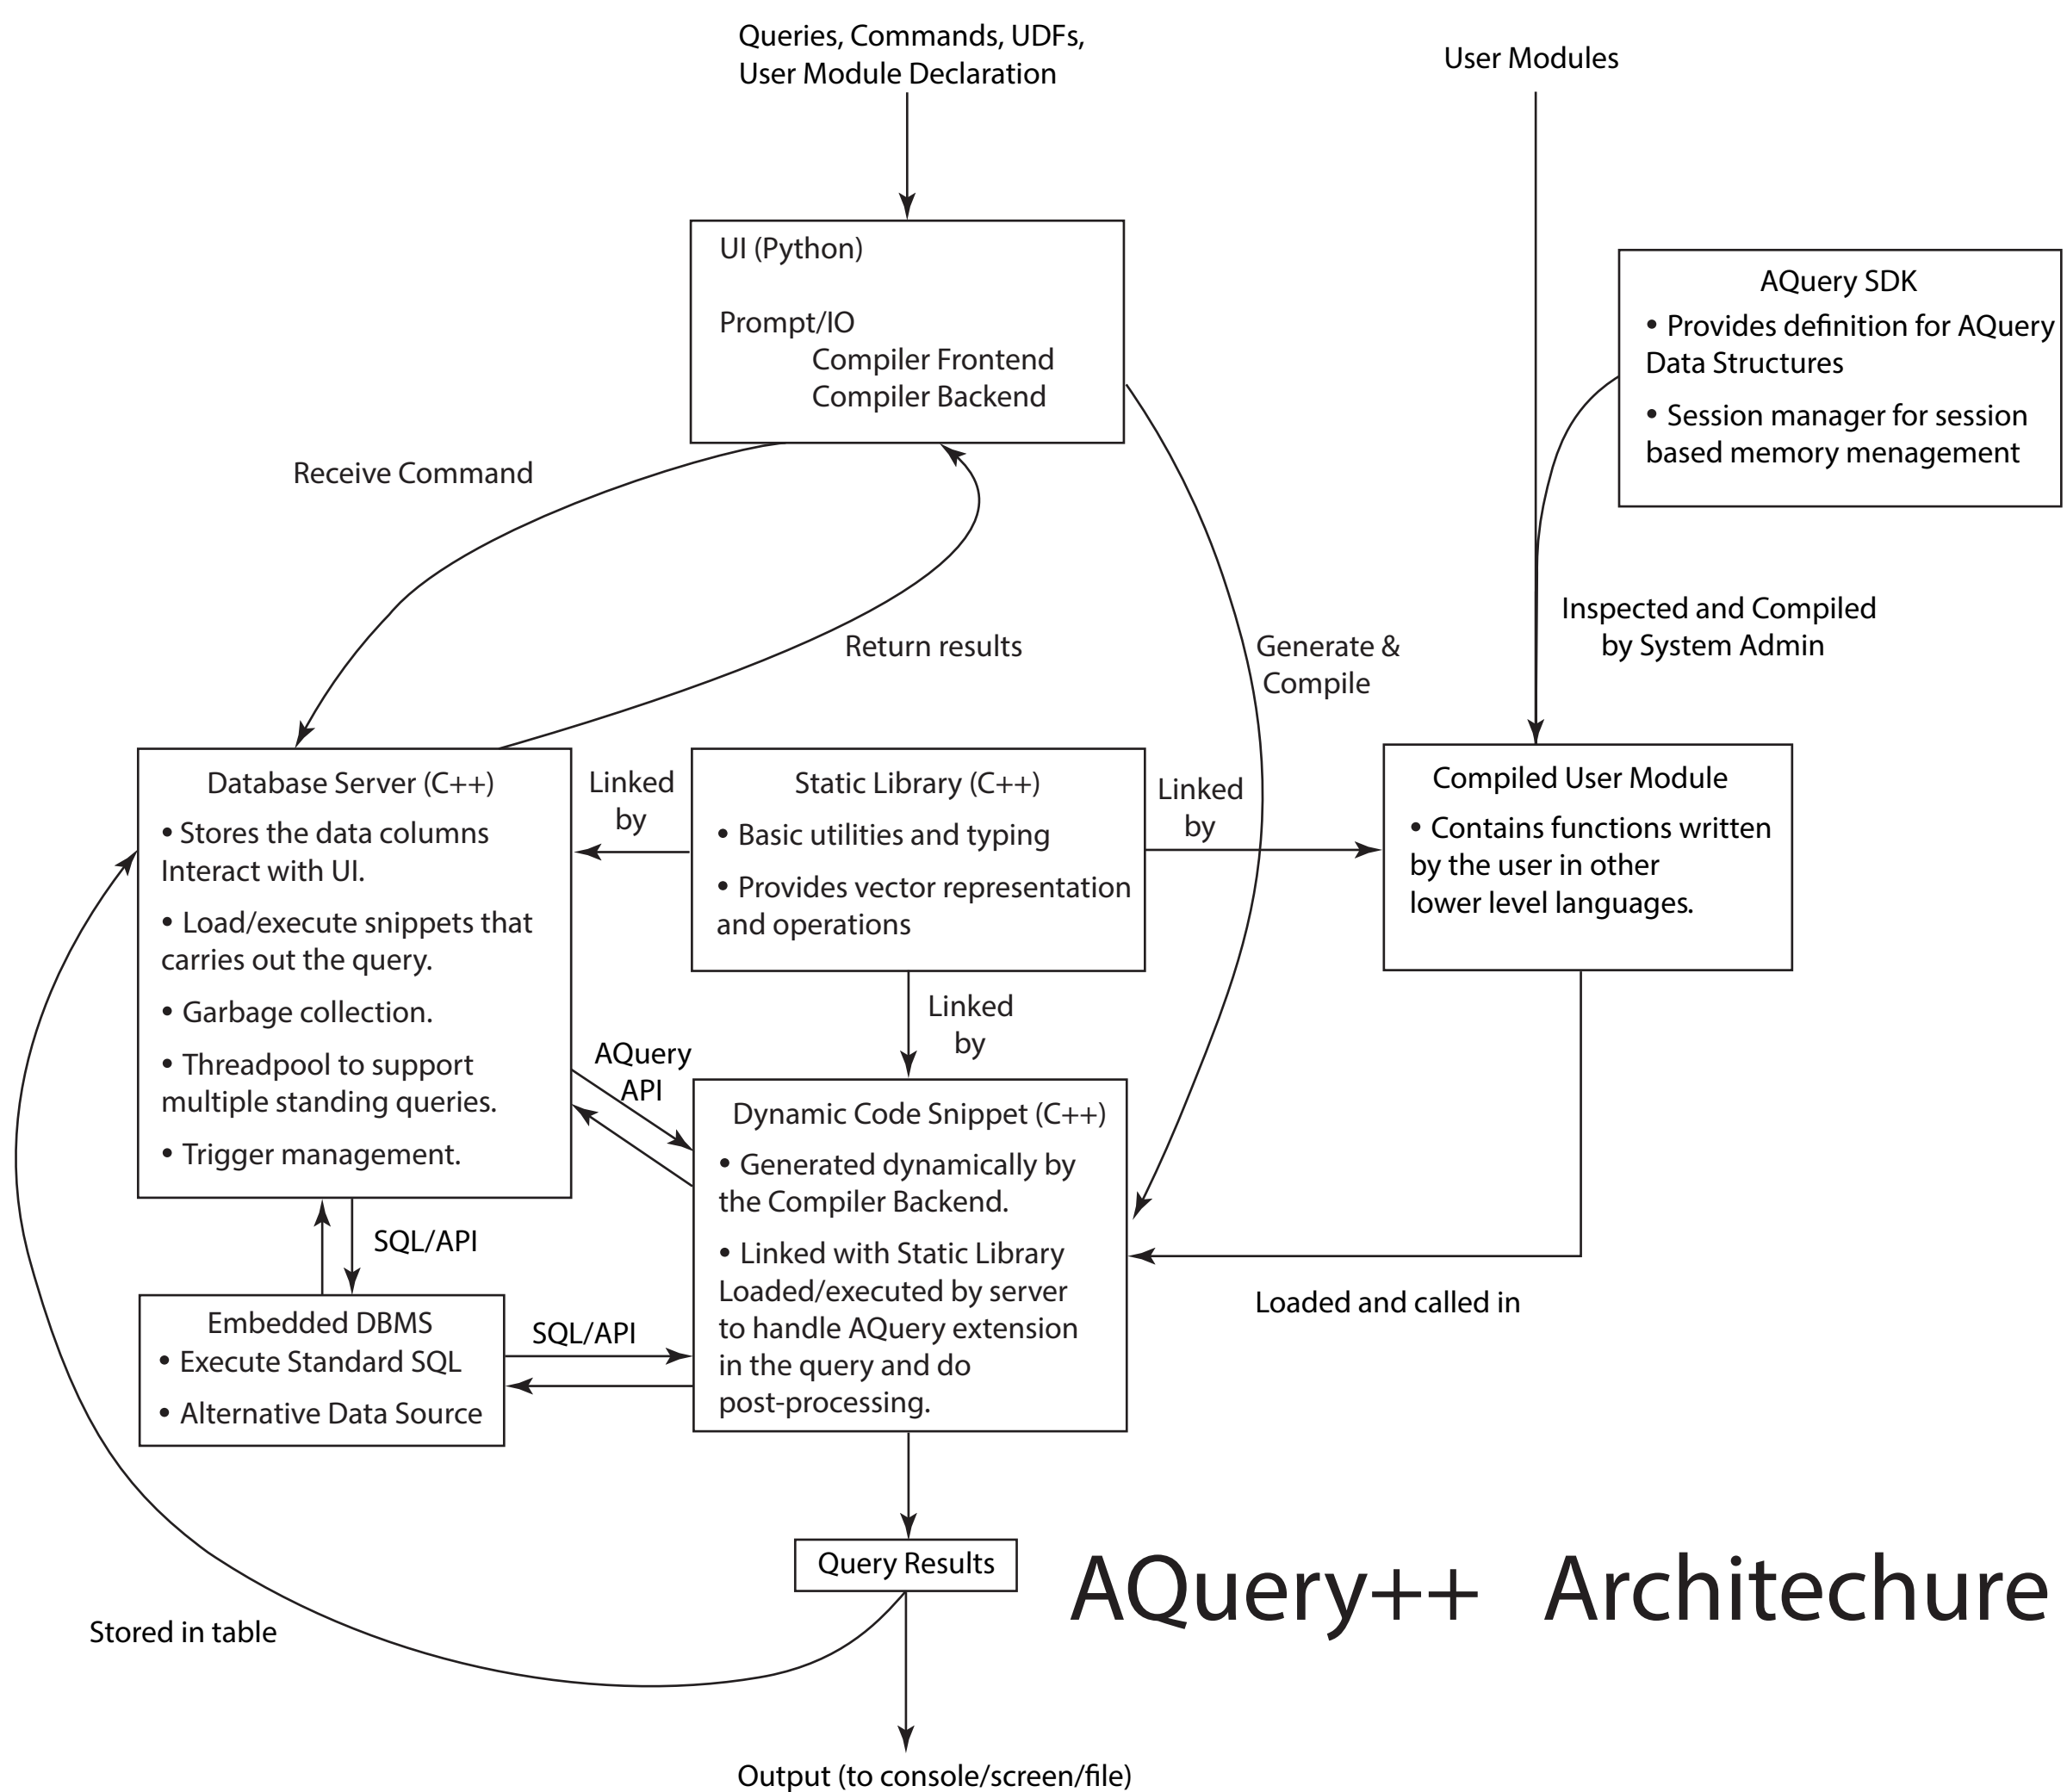 Queries, Commands, UDFs,
User Module Declaration
User Modules
UI (Python)
Prompt/IO
Compiler Frontend
Compiler Backend
AQuery SDK
• Provides definition for AQuery
Data Structures
• Session manager for session
based memory menagement
Receive Command
Return results
Generate &
Compile
Inspected and Compiled
by System Admin
Database Server (C++)
• Stores the data columns
Interact with UI.
• Load/execute snippets that
carries out the query.
• Garbage collection.
• Threadpool to support
multiple standing queries.
• Trigger management.
Linked
by
Static Library (C++)
• Basic utilities and typing
• Provides vector representation
and operations
Linked
by
Compiled User Module
• Contains functions written
by the user in other
lower level languages.
Linked
by
AQuery
API
Dynamic Code Snippet (C++)
• Generated dynamically by
the Compiler Backend.
• Linked with Static Library
Loaded/executed by server
to handle AQuery extension
in the query and do
post-processing.
SQL/API
Embedded DBMS
• Execute Standard SQL
• Alternative Data Source
SQL/API
Loaded and called in
Query Results
AQuery++ Architechure
Stored in table
Output (to console/screen/file)